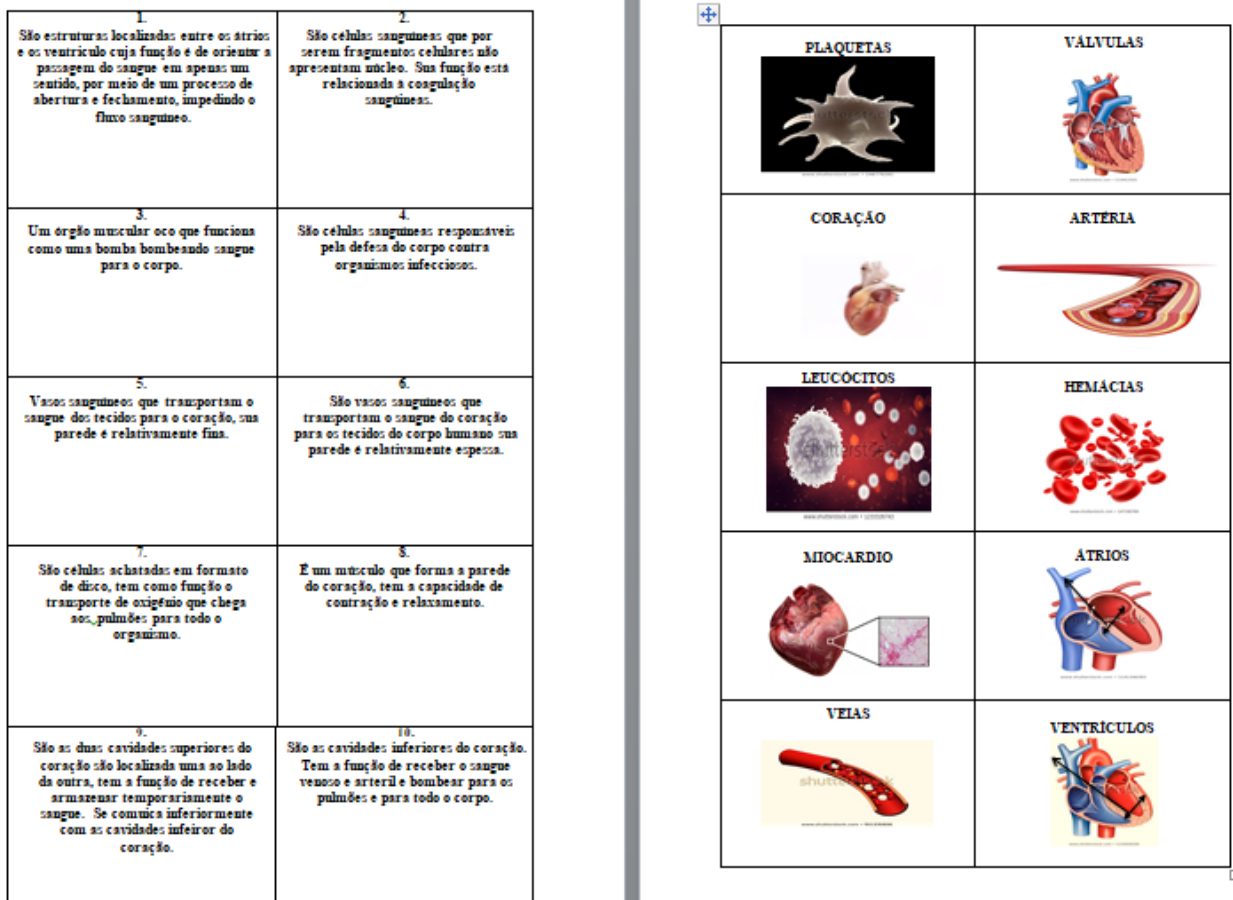 1.
São estruturas localizadas entre os átrios
e os ventrículo cuja função é de orientar a
passagem do sangue em apenas um
sentido, por meio de um processo de
abertura e fechamento, impedindo o
fluxo sanguíneo.
2.
São células sanguíneas que por
serem fragmentos celulares não
apresentam núcleo. Sua função está
relacionada à coagulação
sanguíneas.
3.
Um órgão muscular oco que funciona
como uma bomba bombeando sangue
para o corpo.
4.
São células sanguíneas responsáveis
pela defesa do corpo contra
organismos infecciosos.
5.
Vasos sanguíneos que transportam o
sangue dos tecidos para o coração, sua
parede é relativamente fina.
6.
São vasos sanguíneos que
transportam o sangue do coração
para os tecidos do corpo humano sua
parede é relativamente espessa.
7.
São células achatadas em formato
de disco, tem como função o
transporte de oxigênio que chega
aos pulmões para todo o
organismo.
8.
É um músculo que forma a parede
do coração, tem a capacidade de
contração e relaxamento.
9.
São as duas cavidades superiores do
coração são localizada uma ao lado
da outra, tem a função de receber e
armazenar temporariamente o
sangue. Se comuica inferiormente
com as cavidades infeiror do
coração.
10.
São as cavidades inferiores do coração.
Tem a função de receber o sangue
venoso e arteril e bombear para os
pulmões e para todo o corpo.
PLAQUETAS
VÁLVULAS
CORAÇÃO
ARTÉRIA
LEUCÓCITOS
HEMÁCIAS
MIOCARDIO
ÁTRIOS
VEIAS
VENTRÍCULOS